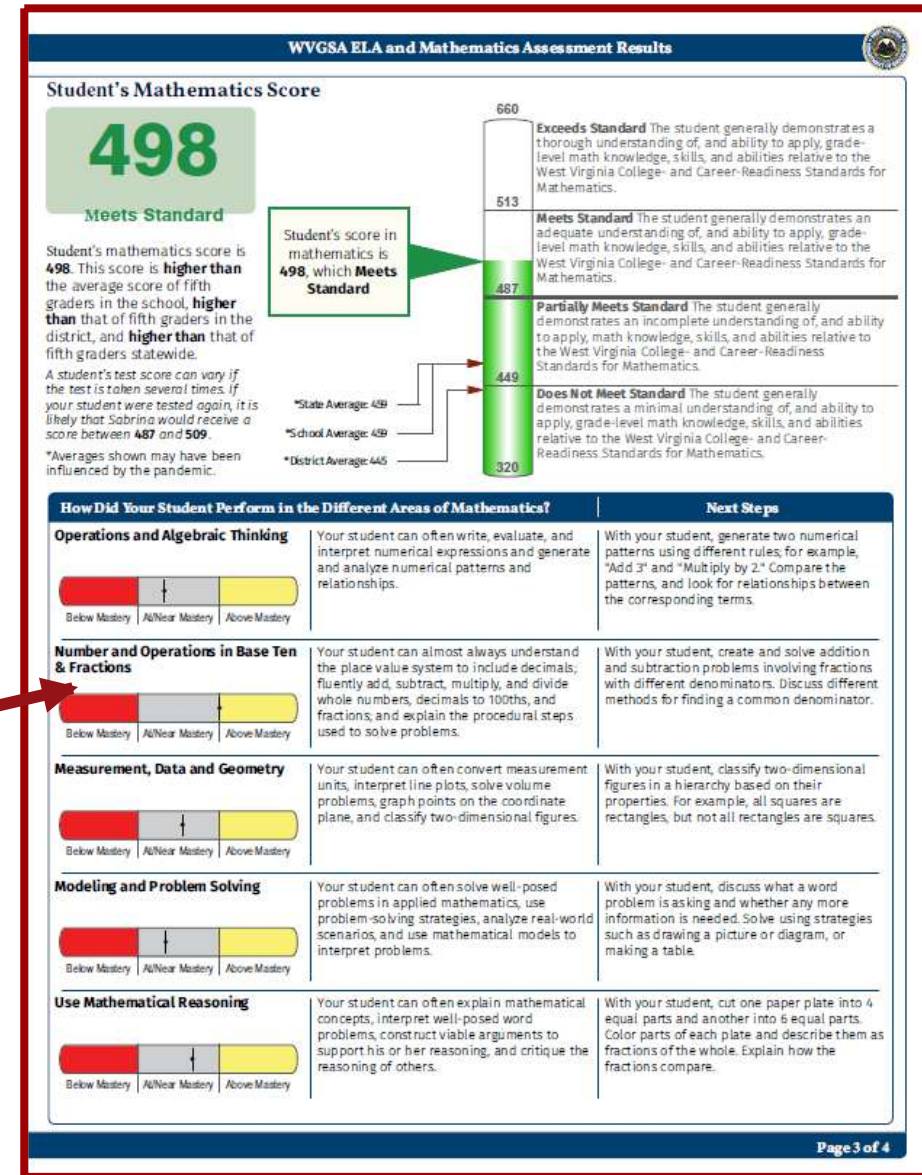 WVGSA ELA and Mathematics Assessment Results
Student's Mathematics Score
498
Meets Standard
Student's mathematics score is
498. This score is higher than
the average score of fifth
graders in the school, higher
than that of fifth graders in the
district, and higher than that of
fifth graders statewide.
A student's test score can vary if
the test is taken several times. If
your student were tested again, it is
likely that Sabrina would receive a
score between 487 and 509.
*Averages shown may have been
influenced by the pandemic.
Student's score in
mathematics is
498, which Meets
Standard
*State Average: 459
*School Average: 459
*District Average: 445
660
513
487
449
320
Exceeds Standard The student generally demonstrates a
thorough understanding of, and ability to apply, grade-
level math knowledge, skills, and abilities relative to the
West Virginia College- and Career-Readiness Standards for
Mathematics.
Meets Standard The student generally demonstrates an
adequate understanding of, and ability to apply, grade-
level math knowledge, skills, and abilities relative to the
West Virginia College- and Career-Readiness Standards for
Mathematics.
Partially Meets Standard The student generally
demonstrates an incomplete understanding of, and ability
to apply, math knowledge, skills, and abilities relative to
the West Virginia College- and Career-Readiness
Standards for Mathematics.
Does Not Meet Standard The student generally
demonstrates a minimal understanding of, and ability to
apply, grade-level math knowledge, skills, and abilities
relative to the West Virginia College- and Career-
Readiness Standards for Mathematics.
How Did Your Student Perform in the Different Areas of Mathematics?
Next Steps
Operations and Algebraic Thinking
Below Mastery At/Near Mastery Above Mastery
Your student can often write, evaluate, and
interpret numerical expressions and generate
and analyze numerical patterns and
relationships.
With your student, generate two numerical
patterns using different rules; for example,
"Add 3" and "Multiply by 2." Compare the
patterns, and look for relationships between
the corresponding terms.
Number and Operations in Base Ten
& Fractions
Below Mastery At/Near Mastery Above Mastery
Your student can almost always understand
the place value system to include decimals;
fluently add, subtract, multiply, and divide
whole numbers, decimals to 100ths, and
fractions; and explain the procedural steps
used to solve problems.
With your student, create and solve addition
and subtraction problems involving fractions
with different denominators. Discuss different
methods for finding a common denominator.
Measurement, Data and Geometry
Below Mastery At/Near Mastery Above Mastery
Your student can often convert measurement
units, interpret line plots, solve volume
problems, graph points on the coordinate
plane, and classify two-dimensional figures.
With your student, classify two-dimensional
figures in a hierarchy based on their
properties. For example, all squares are
rectangles, but not all rectangles are squares.
Modeling and Problem Solving
Below Mastery At/Near Mastery Above Mastery
Your student can often solve well-posed
problems in applied mathematics, use
problem-solving strategies, analyze real-world
scenarios, and use mathematical models to
interpret problems.
With your student, discuss what a word
problem is asking and whether any more
information is needed. Solve using strategies
such as drawing a picture or diagram, or
making a table.
Use Mathematical Reasoning
Below Mastery At/Near Mastery Above Mastery
Your student can often explain mathematical
concepts, interpret well-posed word
problems, construct viable arguments to
support his or her reasoning, and critique the
reasoning of others.
With your student, cut one paper plate into 4
equal parts and another into 6 equal parts.
Color parts of each plate and describe them as
fractions of the whole. Explain how the
fractions compare.
Page 3 of 4